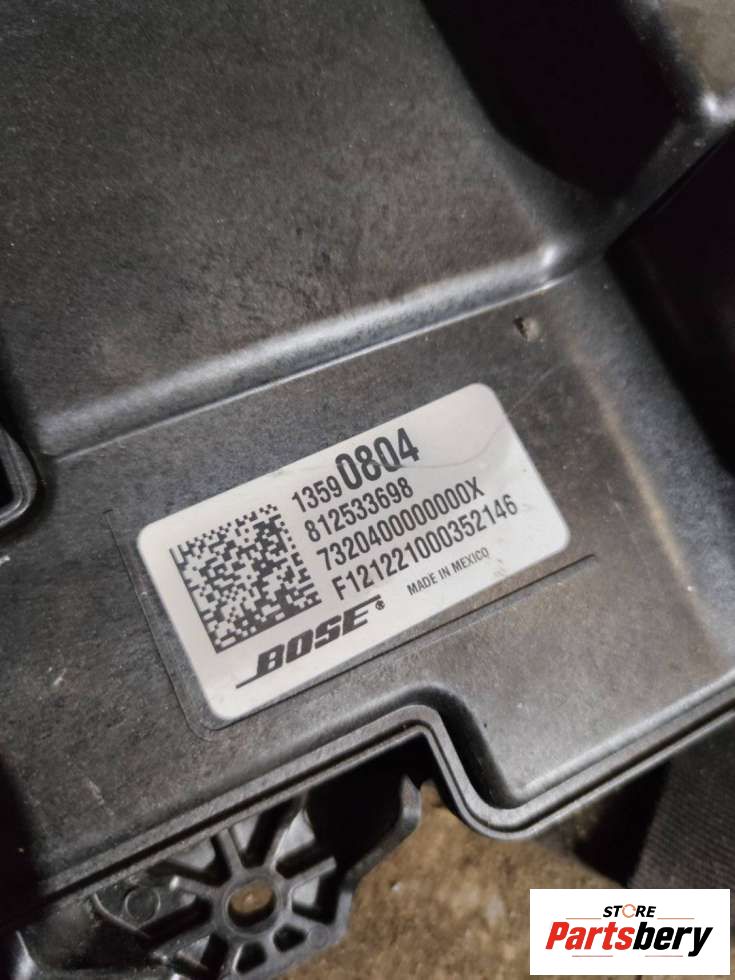 13590804
812533698
7320400000000X
F121221000352146
MADE IN MEXICO
BOSE®
STORE
Partsbery